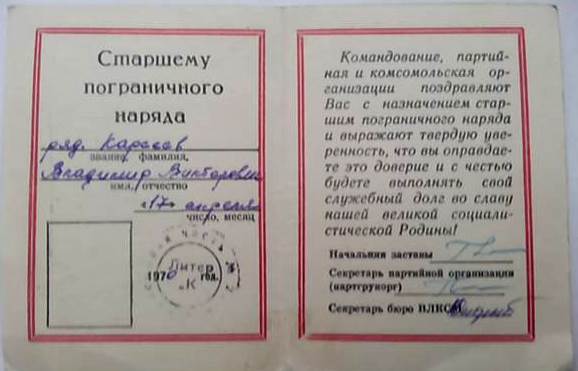 Старшему
пограничного
наряда
ряд. Карасев
звание, фамилия,
Владимир Викторович
имя, отчество
«17» апреля
число, месяц
1970 год.
Литер
"К
Командование, партий-
ная и комсомольская ор-
ганизации поздравляют
Вас с назначением стар-
шим пограничного наряда
и выражают твердую уве-
ренность, что вы оправдае-
те это доверие и с честью
будете выполнять свой
служебный долг во славу
нашей великой социали-
стической Родины!
Начальник заставы
Секретарь партийной организации
(партгрупорг)
Секретарь бюро ВЛКСМ